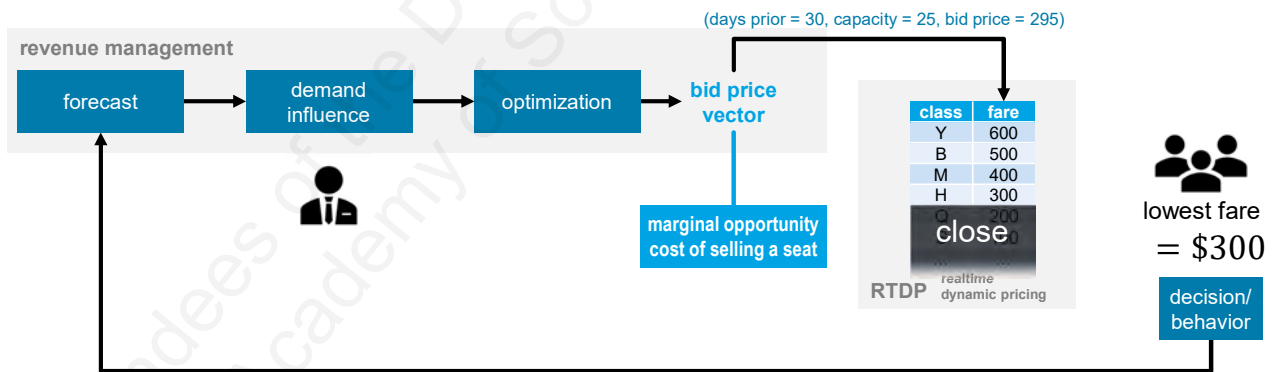 (days prior = 30, capacity = 25, bid price = 295)
revenue management
forecast
demand
influence
optimization
bid price
vector
marginal opportunity
cost of selling a seat
class fare
Y 600
B 500
M 400
H 300
Q 200
close
RTDP
realtime
dynamic pricing
lowest fare
= $300
decision/
behavior